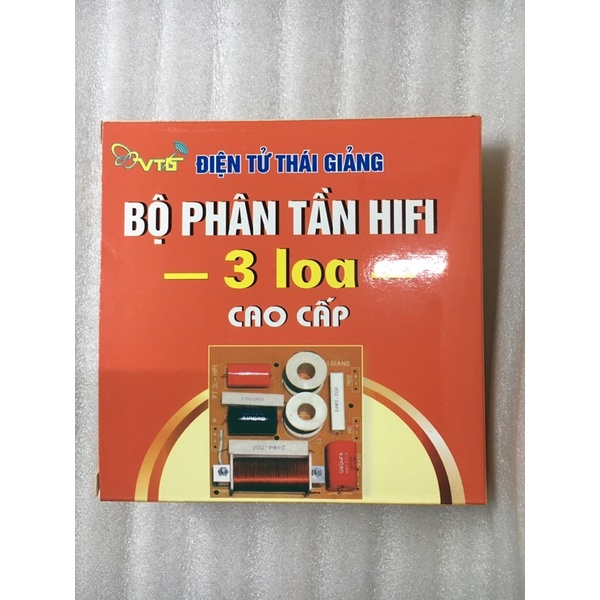 VTG ĐIỆN TỬ THÁI GIẢNG
BỘ PHÂN TẦN HIFI
— 3 loa —
CAO CẤP